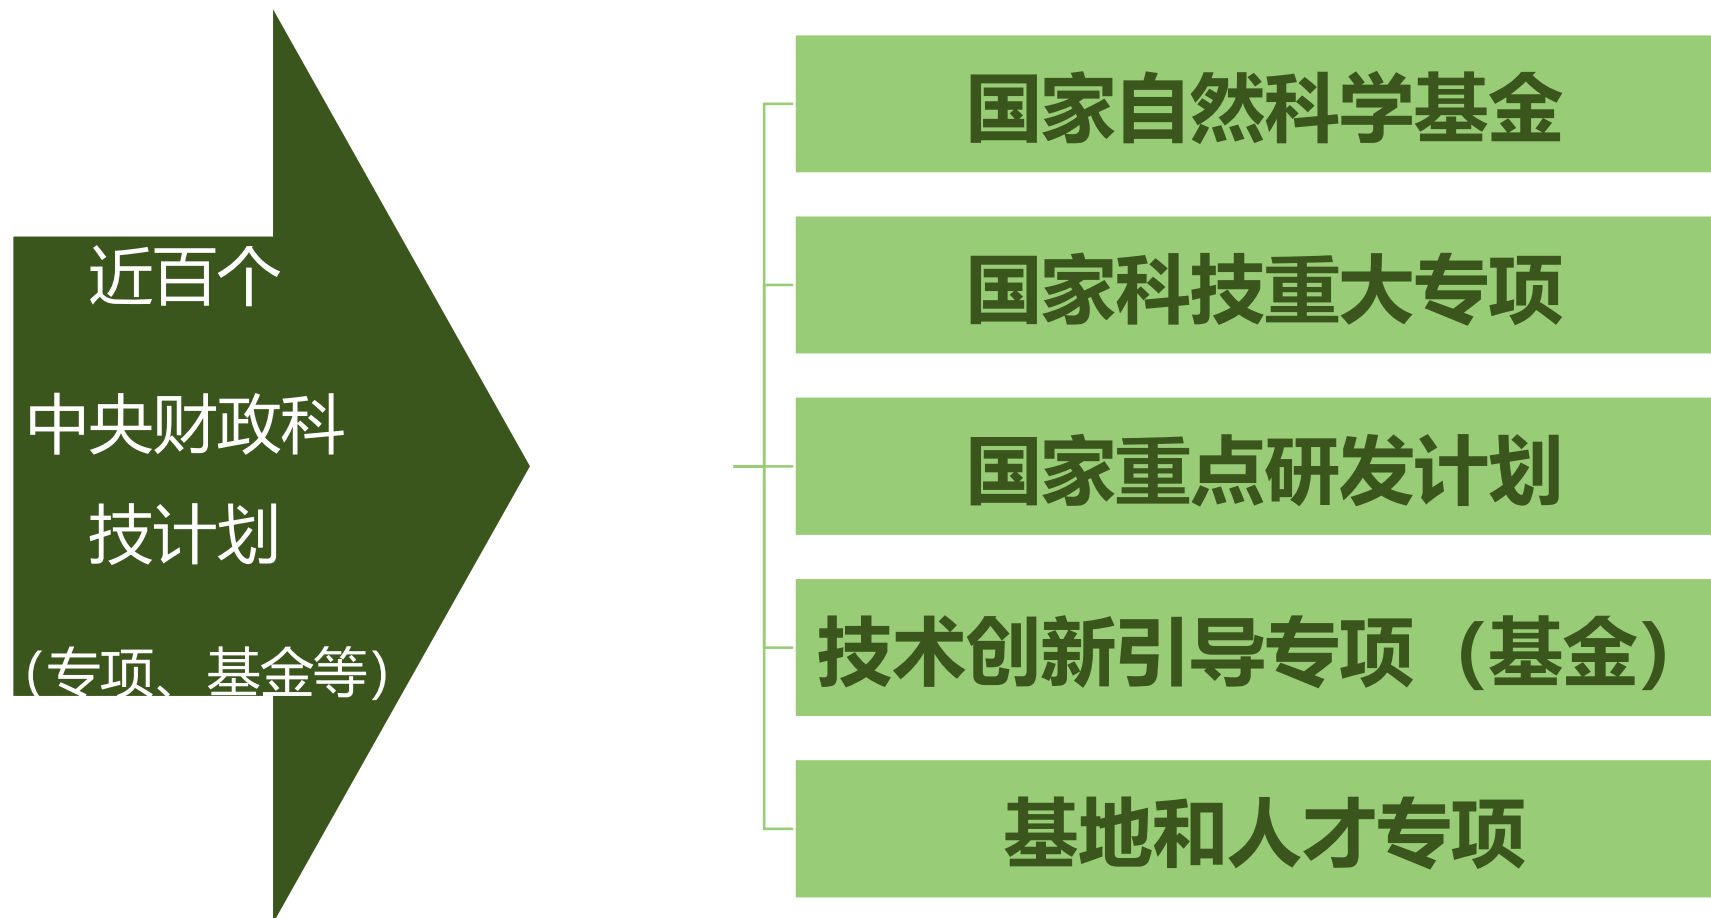 近百个
中央财政科
技计划
（专项、基金等）
国家自然科学基金
国家科技重大专项
国家重点研发计划
技术创新引导专项（基金）
基地和人才专项